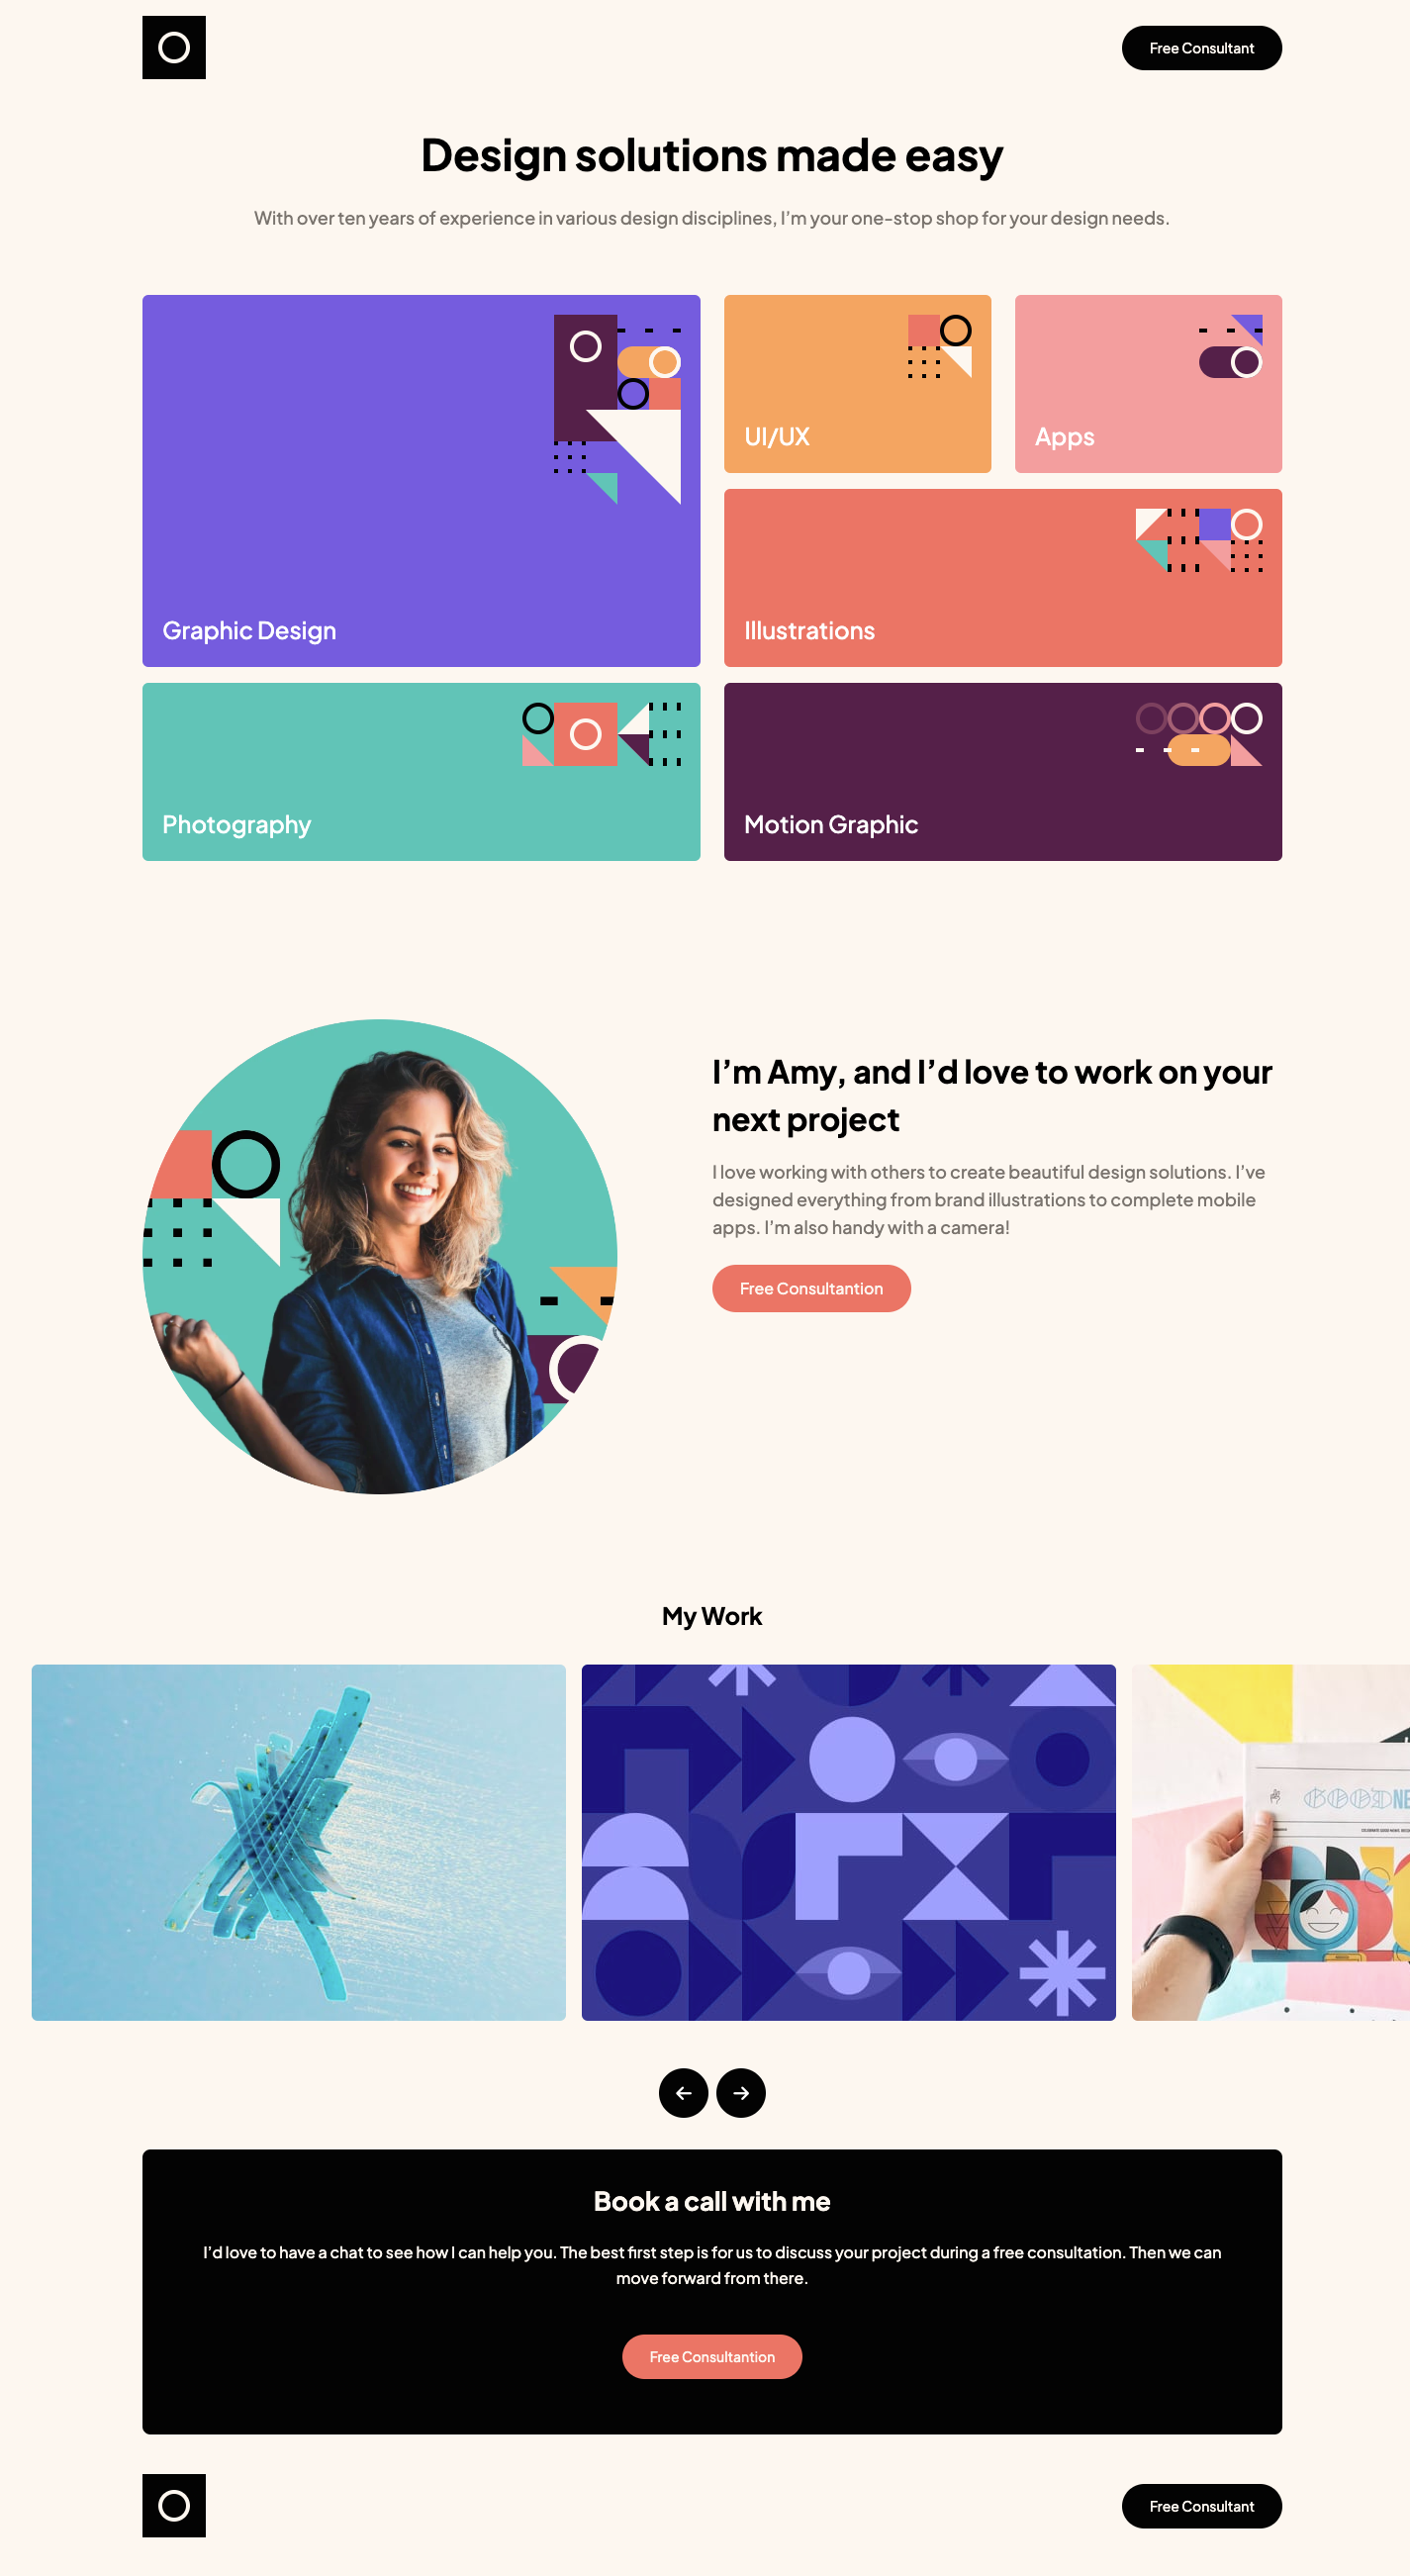 Free Consultant
Design solutions made easy
With over ten years of experience in various design disciplines, I’m your one-stop shop for your design needs.
Graphic Design
UI/UX
Apps
Illustrations
Photography
Motion Graphic
I’m Amy, and I’d love to work on your
next project
I love working with others to create beautiful design solutions. I’ve
designed everything from brand illustrations to complete mobile
apps. I’m also handy with a camera!
Free Consultantion
My Work
GOOD NE
Book a call with me
I’d love to have a chat to see how I can help you. The best first step is for us to discuss your project during a free consultation. Then we can
move forward from there.
Free Consultantion
Free Consultant